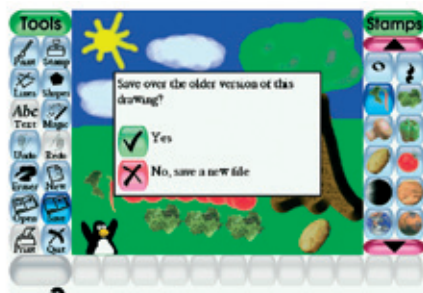 Tools
Stamps
Paint Stamp
Lines Shapes
Abc
Text Magic
Undo Redo
Eraser New
Open Save
Print Quit
Save over the older version of this
drawing?
Yes
No, save a new file